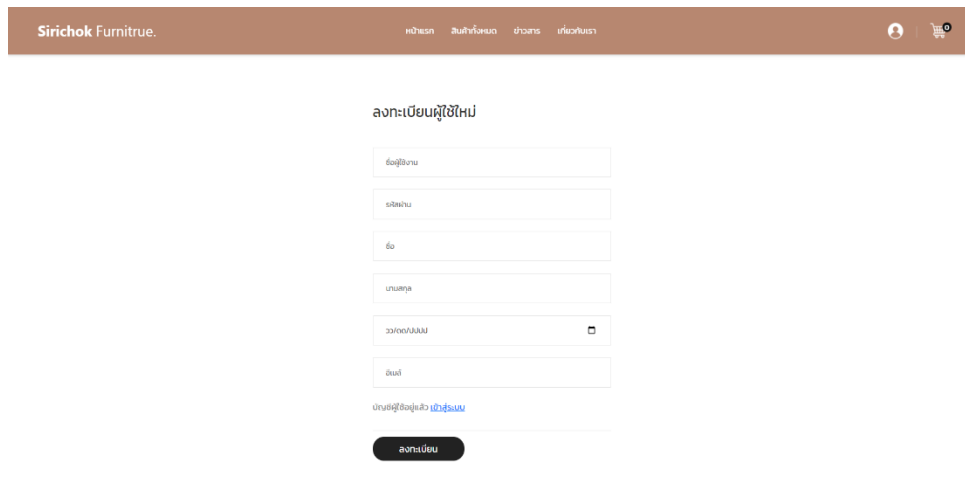 Sirichok Furnitrue.
หน้าแรก สินค้าทั้งหมด ข่าวสาร เกี่ยวกับเรา
0
ลงทะเบียนผู้ใช้ใหม่
ชื่อผู้ใช้งาน
รหัสผ่าน
ชื่อ
นามสกุล
วว/ดด/ปปปป
อีเมล์
บัญชีผู้ใช้อยู่แล้ว เข้าสู่ระบบ
ลงทะเบียน